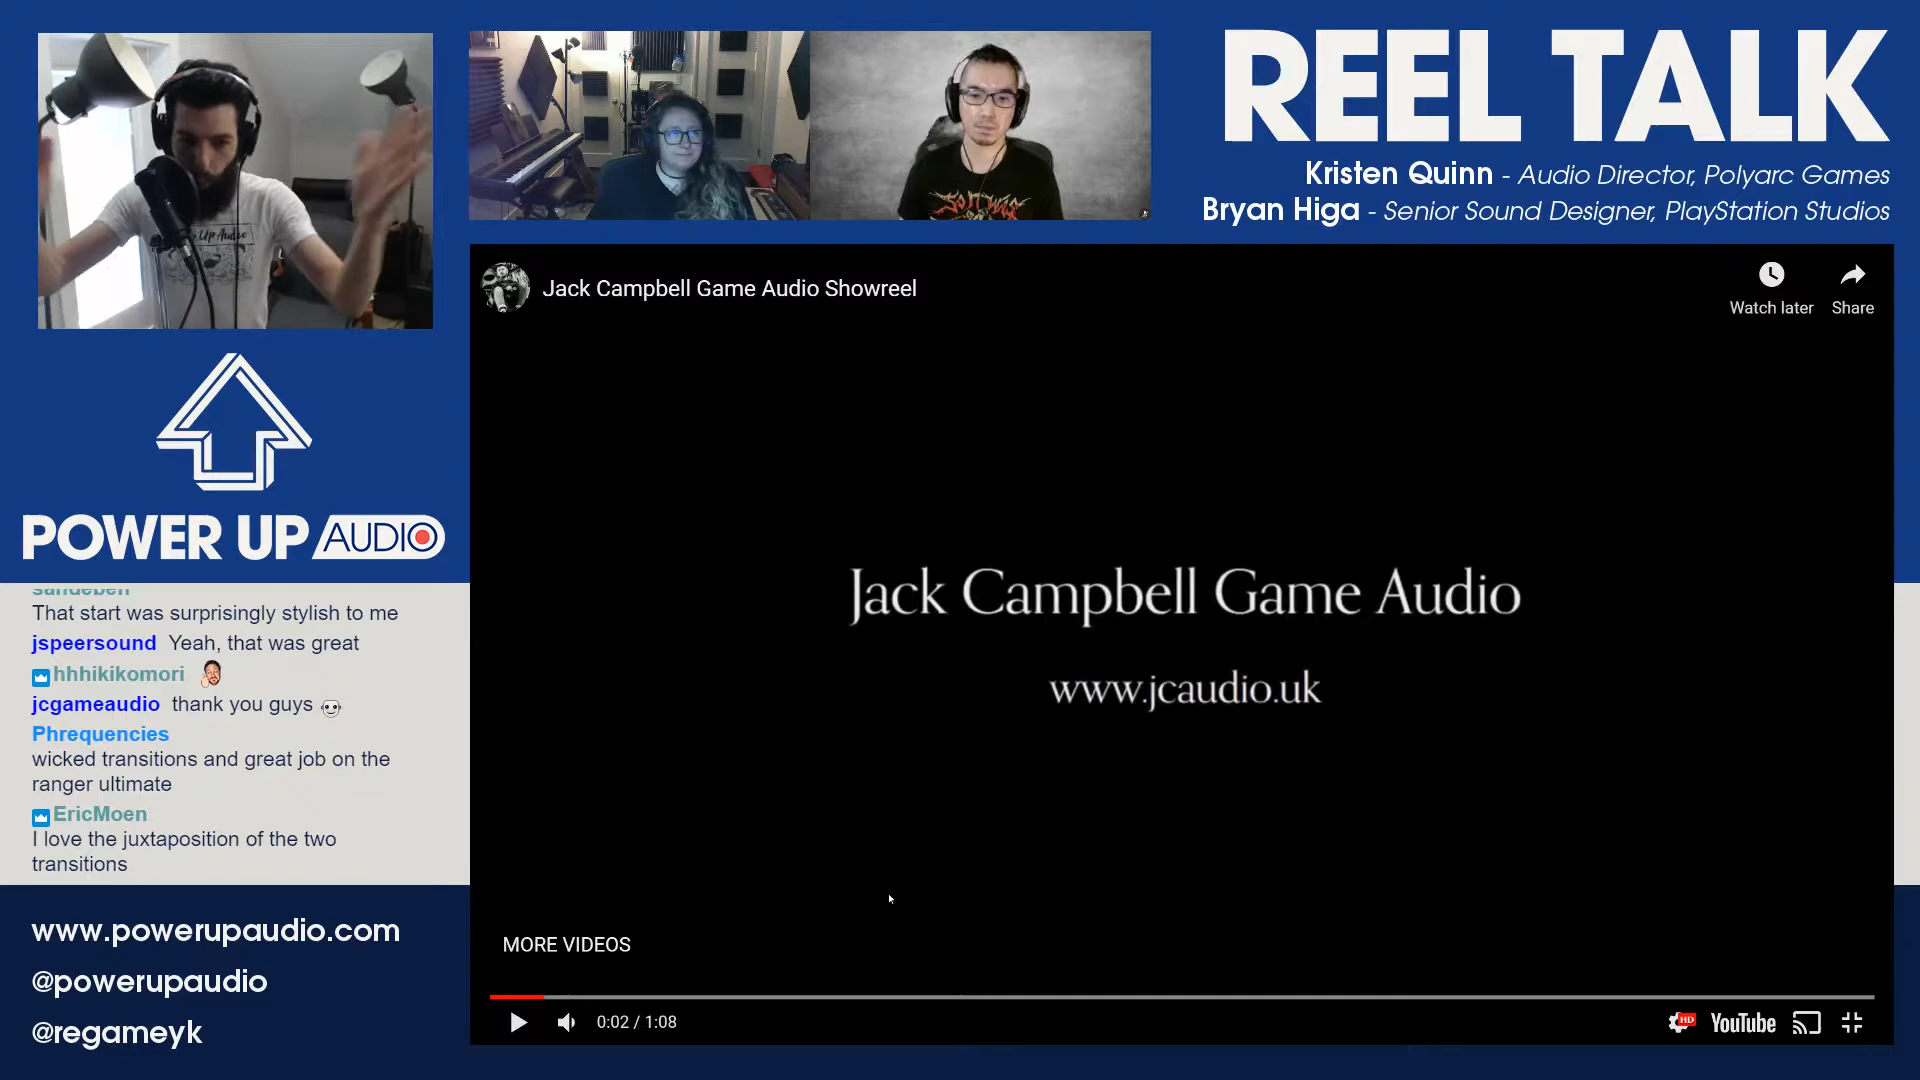 REEL TALK
Kristen Quinn - Audio Director, Polyarc Games
Bryan Higa - Senior Sound Designer, PlayStation Studios
Jack Campbell Game Audio Showreel
Watch later
Share
Jack Campbell Game Audio
www.jcaudio.uk
MORE VIDEOS
0:02 / 1:08
HD
YouTube
POWER UP AUDIO
sandeben
That start was surprisingly stylish to me
jspeersound Yeah, that was great
hhhikikomori
jcgameaudio thank you guys
Phrequencies
wicked transitions and great job on the
ranger ultimate
EricMoen
I love the juxtaposition of the two
transitions
www.powerupaudio.com
@powerupaudio
@regameyk